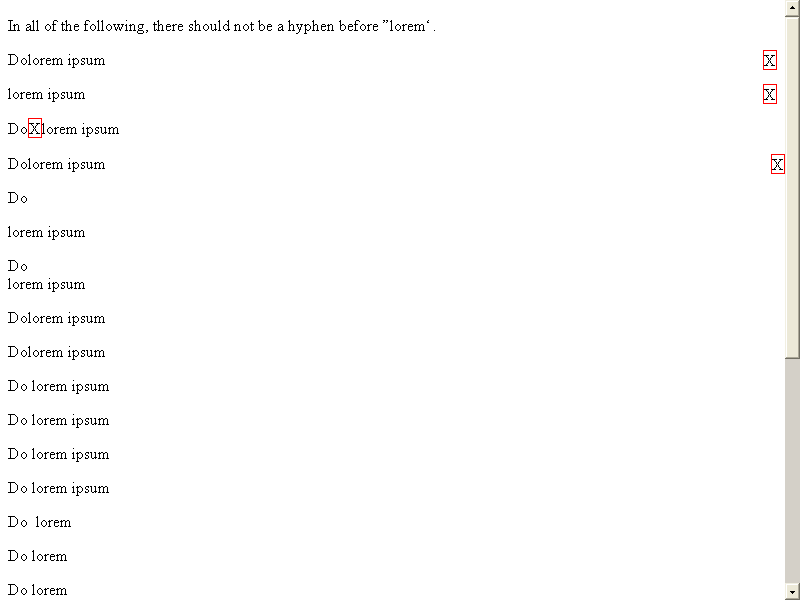 In all of the following, there should not be a hyphen before ”lorem‘ .
Dolorem ipsum X
lorem ipsum X
DoXlorem ipsum
Dolorem ipsum X
Do
lorem ipsum
Do
lorem ipsum
Dolorem ipsum
Dolorem ipsum
Do lorem ipsum
Do lorem ipsum
Do lorem ipsum
Do lorem ipsum
Do  lorem
Do lorem
Do lorem